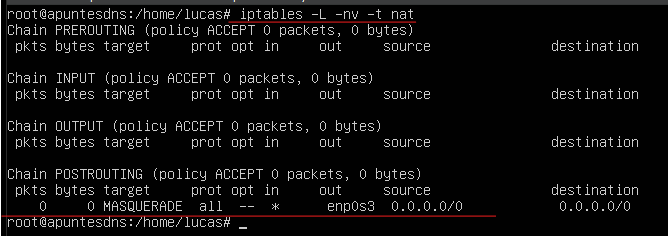 root@apuntesdns:/home/lucas# iptables -L -nv -t nat
Chain PREROUTING (policy ACCEPT 0 packets, 0 bytes)
pkts bytes target prot opt in out source destination
Chain INPUT (policy ACCEPT 0 packets, 0 bytes)
pkts bytes target prot opt in out source destination
Chain OUTPUT (policy ACCEPT 0 packets, 0 bytes)
pkts bytes target prot opt in out source destination
Chain POSTROUTING (policy ACCEPT 0 packets, 0 bytes)
pkts bytes target prot opt in out source destination
0 0 MASQUERADE all -- * enp0s3 0.0.0.0/0 0.0.0.0/0
root@apuntesdns:/home/lucas# _